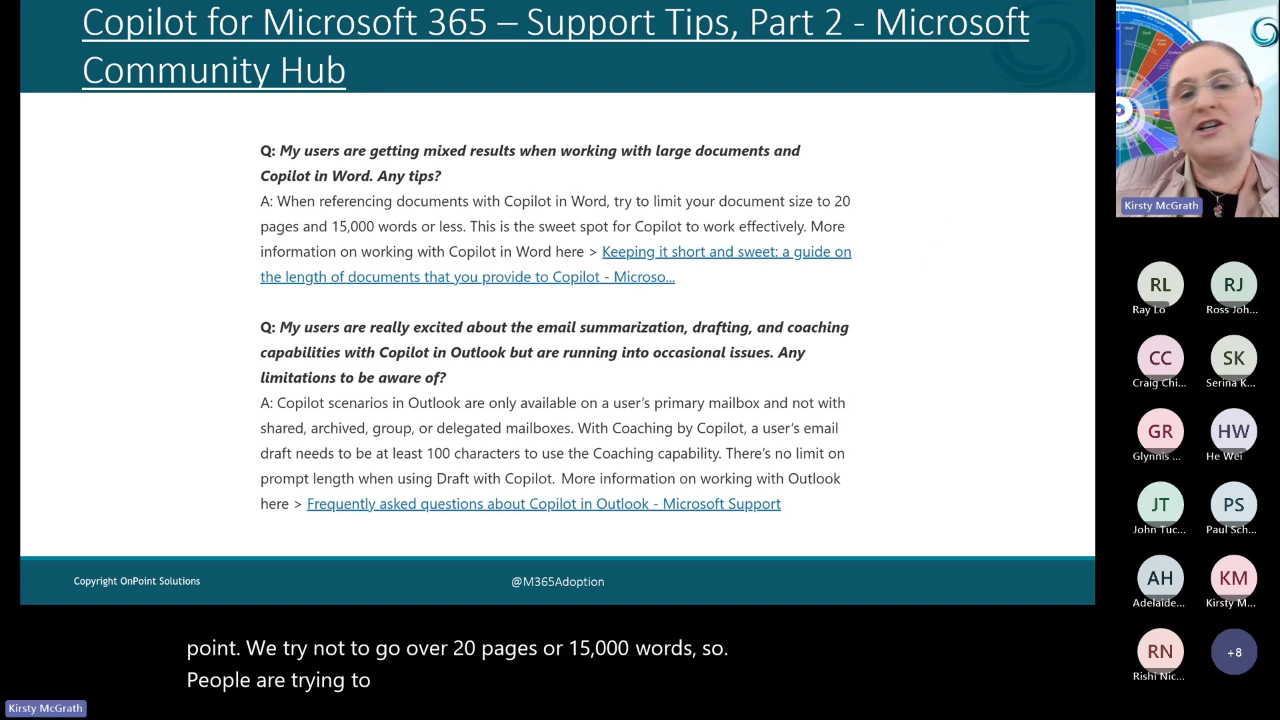 Copilot for Microsoft 365 – Support Tips, Part 2 - Microsoft
Community Hub
Q: My users are getting mixed results when working with large documents and
Copilot in Word. Any tips?
A: When referencing documents with Copilot in Word, try to limit your document size to 20
pages and 15,000 words or less. This is the sweet spot for Copilot to work effectively. More
information on working with Copilot in Word here > Keeping it short and sweet: a guide on
the length of documents that you provide to Copilot - Microso...
Q: My users are really excited about the email summarization, drafting, and coaching
capabilities with Copilot in Outlook but are running into occasional issues. Any
limitations to be aware of?
A: Copilot scenarios in Outlook are only available on a user’s primary mailbox and not with
shared, archived, group, or delegated mailboxes. With Coaching by Copilot, a user’s email
draft needs to be at least 100 characters to use the Coaching capability. There’s no limit on
prompt length when using Draft with Copilot. More information on working with Outlook
here > Frequently asked questions about Copilot in Outlook - Microsoft Support
Copyright OnPoint Solutions
@M365Adoption
point. We try not to go over 20 pages or 15,000 words, so.
People are trying to
Kirsty McGrath
Kirsty McGrath
RL
Ray Lo
RJ
Ross Joh...
CC
Craig Chi...
SK
Serina K...
GR
Glynnis ...
HW
He Wei
JT
John Tuc...
PS
Paul Sch...
AH
Adelaide...
KM
Kirsty M...
RN
Rishi Nic...
+8